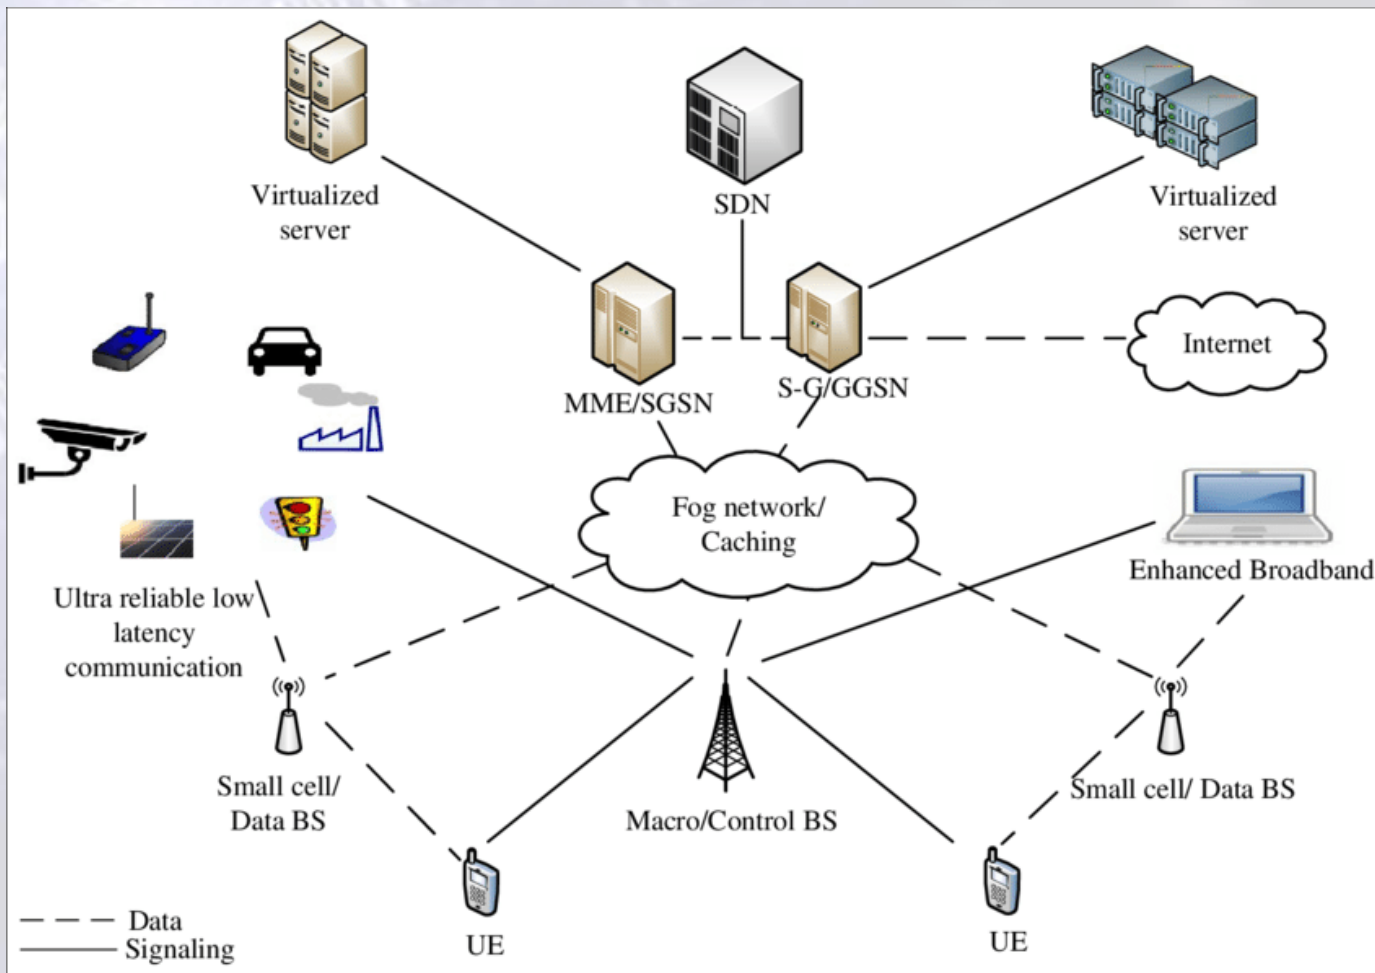 Virtualized
server
SDN
Virtualized
server
MME/SGSN
S-G/GGSN
Internet
Fog network/
Caching
Enhanced Broadband
Ultra reliable low
latency
communication
Small cell/
Data BS
Macro/Control BS
Small cell/ Data BS
UE
UE
Data
Signaling